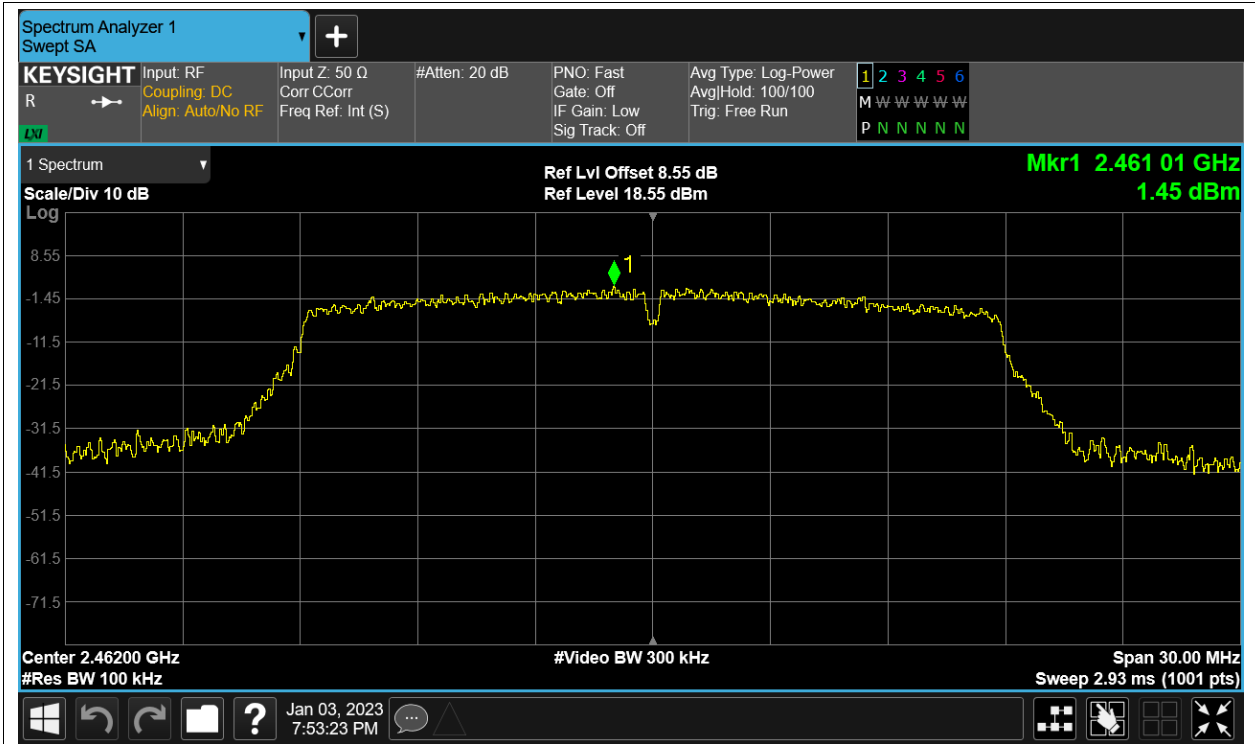 Spectrum Analyzer 1
Swept SA
+
KEYSIGHT
R
LXI
Input: RF
Coupling: DC
Align: Auto/No RF
Input Z: 50 Ω
Corr CCorr
Freq Ref: Int (S)
#Atten: 20 dB
PNO: Fast
Gate: Off
IF Gain: Low
Sig Track: Off
Avg Type: Log-Power
Avg|Hold: 100/100
Trig: Free Run
1 2 3 4 5 6
M W W W W W
P N N N N N
1 Spectrum
Scale/Div 10 dB
Log
Ref Lvl Offset 8.55 dB
Ref Level 18.55 dBm
Mkr1 2.461 01 GHz
1.45 dBm
8.55
1
-1.45
-11.5
-21.5
-31.5
-41.5
-51.5
-61.5
-71.5
Center 2.46200 GHz
#Video BW 300 kHz
Span 30.00 MHz
#Res BW 100 kHz
Sweep 2.93 ms (1001 pts)
?
Jan 03, 2023
7:53:23 PM